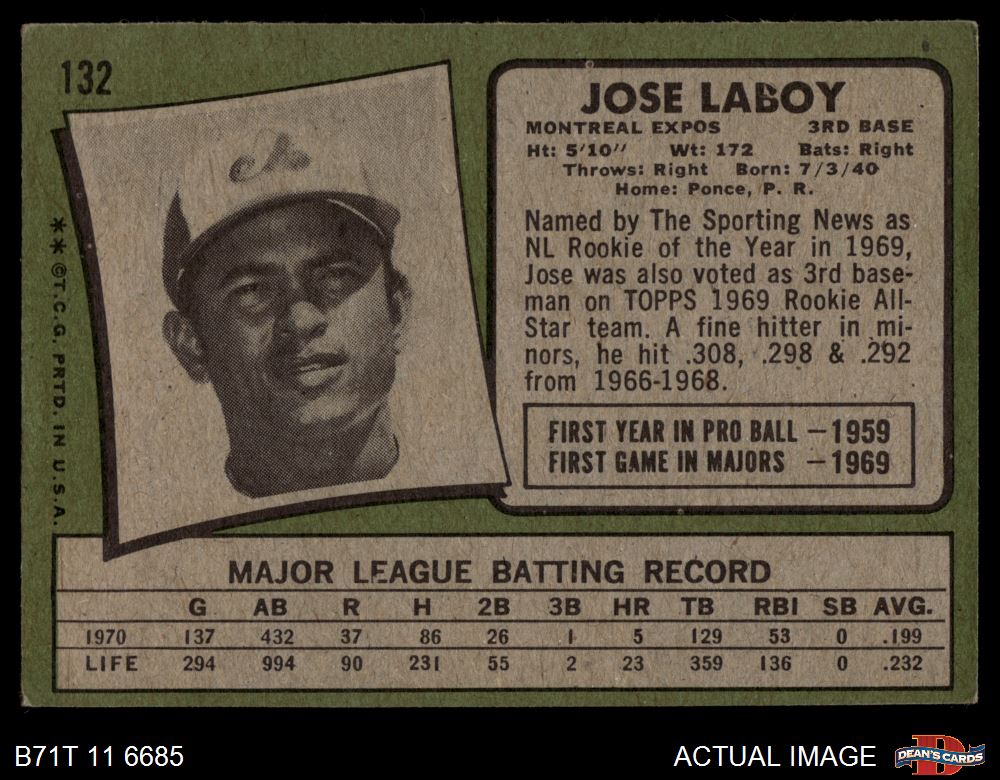 132
JOSE LABOY
MONTREAL EXPOS 3RD BASE
Ht: 5'10" Wt: 172 Bats: Right
Throws: Right Born: 7/3/40
Home: Ponce, P. R.
Named by The Sporting News as
NL Rookie of the Year in 1969,
Jose was also voted as 3rd base-
man on TOPPS 1969 Rookie All-
Star team. A fine hitter in mi-
nors, he hit .308, .298 & .292
from 1966-1968.
FIRST YEAR IN PRO BALL – 1959
FIRST GAME IN MAJORS – 1969
** ©T.C.G. PRTD. IN U.S.A.
MAJOR LEAGUE BATTING RECORD
G AB R H 2B 3B HR TB RBI SB AVG.
1970 137 432 37 86 26 1 5 129 53 0 .199
LIFE 294 994 90 231 55 2 23 359 136 0 .232
B71T 11 6685
ACTUAL IMAGE
D
DEAN'S CARDS